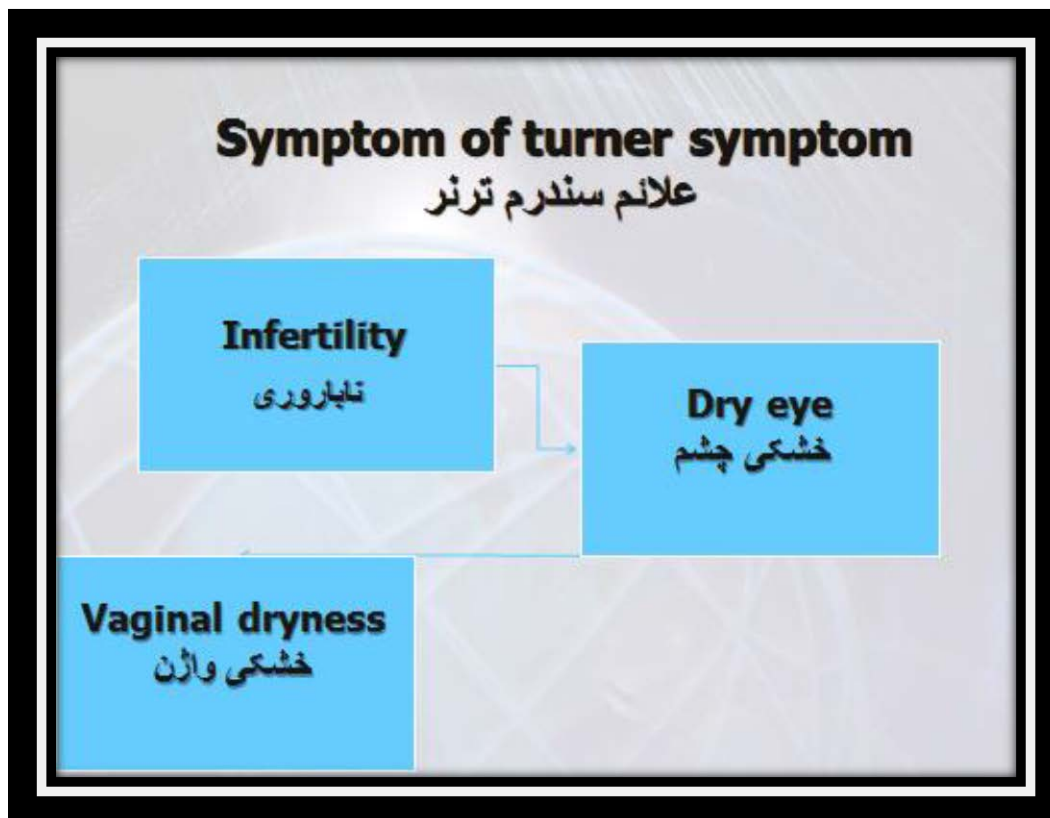 Symptom of turner symptom
علائم سندرم ترنر
Infertility
ناباروری
Dry eye
خشکی چشم
Vaginal dryness
خشکی واژن